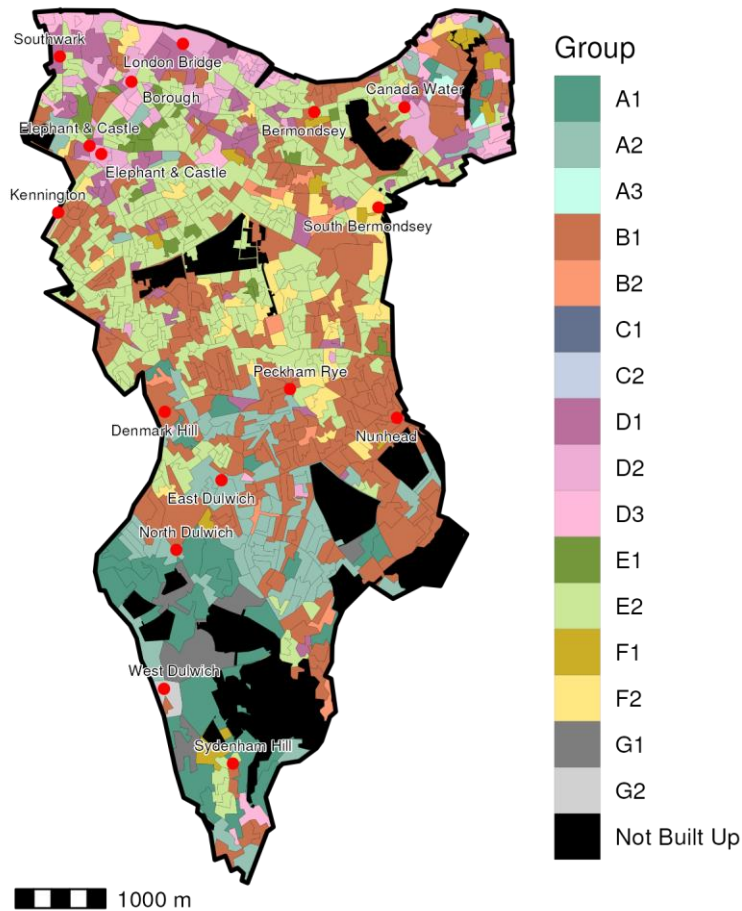 Southwark
London Bridge
Borough
Canada Water
Bermondsey
Elephant & Castle
Elephant & Castle
Kennington
South Bermondsey
Peckham Rye
Denmark Hill
Nunhead
East Dulwich
North Dulwich
West Dulwich
Sydenham Hill
1000 m
Group
A1
A2
A3
B1
B2
C1
C2
D1
D2
D3
E1
E2
F1
F2
G1
G2
Not Built Up